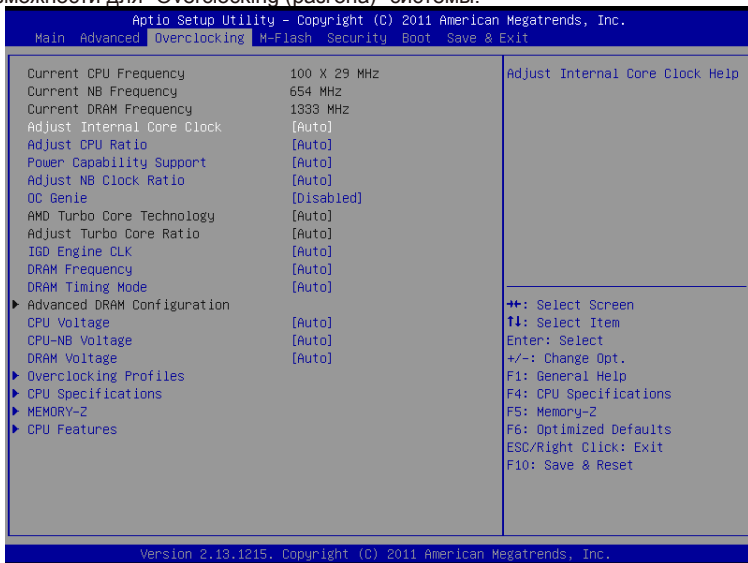 зможности для "Overclocking (разгона)" системы.
Aptio Setup Utility – Copyright (C) 2011 American Megatrends, Inc.
Main Advanced Overclocking M-Flash Security Boot Save & Exit
Current CPU Frequency 100 X 29 MHz
Current NB Frequency 654 MHz
Current DRAM Frequency 1333 MHz
Adjust Internal Core Clock [Auto]
Adjust CPU Ratio [Auto]
Power Capability Support [Auto]
Adjust NB Clock Ratio [Auto]
OC Genie [Disabled]
AMD Turbo Core Technology [Auto]
Adjust Turbo Core Ratio [Auto]
IGD Engine CLK [Auto]
DRAM Frequency [Auto]
DRAM Timing Mode [Auto]
▶ Advanced DRAM Configuration
CPU Voltage [Auto]
CPU-NB Voltage [Auto]
DRAM Voltage [Auto]
▶ Overclocking Profiles
▶ CPU Specifications
▶ MEMORY-Z
▶ CPU Features
Adjust Internal Core Clock Help
→←: Select Screen
↑↓: Select Item
Enter: Select
+/-: Change Opt.
F1: General Help
F4: CPU Specifications
F5: Memory-Z
F6: Optimized Defaults
ESC/Right Click: Exit
F10: Save & Reset
Version 2.13.1215. Copyright (C) 2011 American Megatrends, Inc.